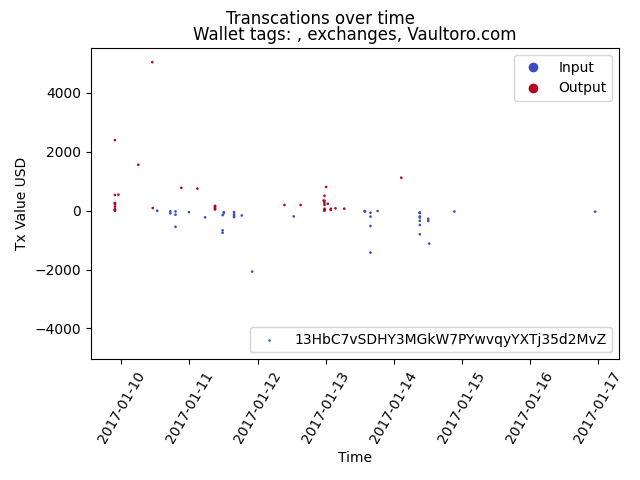 Transcations over time
Wallet tags: , exchanges, Vaultoro.com
Tx Value USD
4000
2000
0
−2000
−4000
Input
Output
13HbC7vSDHY3MGkW7PYwvqyYXTj35d2MvZ
2017-01-10
2017-01-11
2017-01-12
2017-01-13
2017-01-14
2017-01-15
2017-01-16
2017-01-17
Time